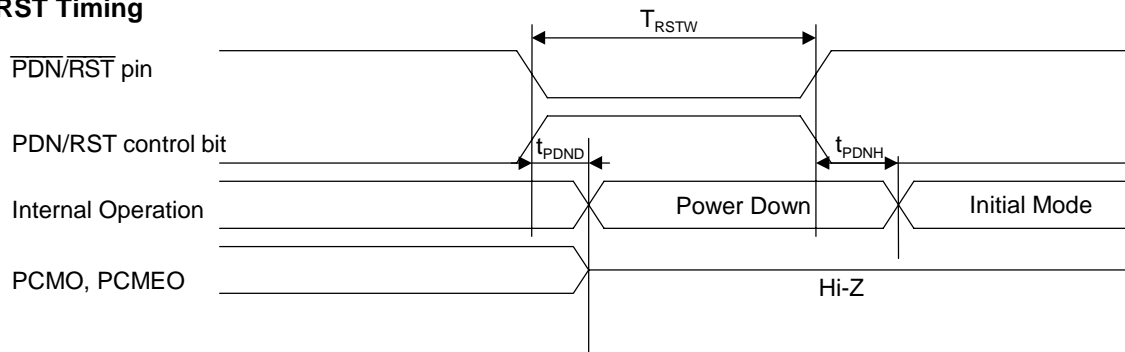 RST Timing
T_RSTW
PDN/RST pin
PDN/RST control bit
t_PDND
t_PDNH
Internal Operation
Power Down
Initial Mode
PCMO, PCMEO
Hi-Z